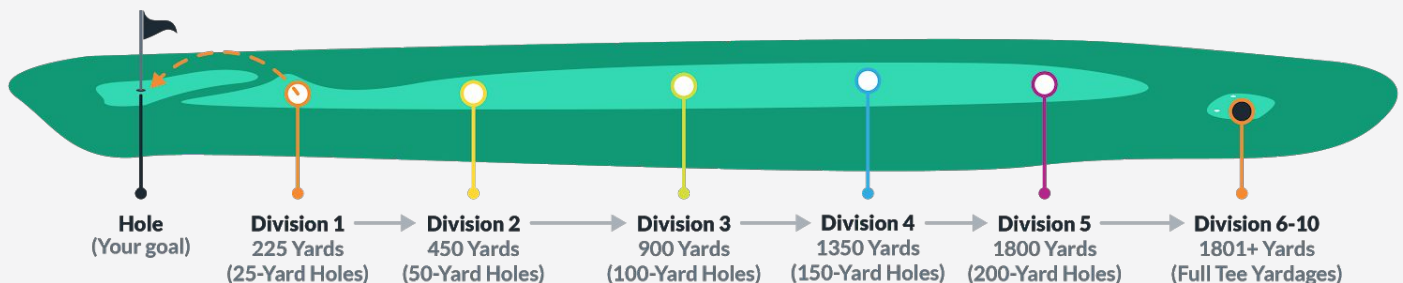 Hole
(Your goal)
Division 1
225 Yards
(25-Yard Holes)
Division 2
450 Yards
(50-Yard Holes)
Division 3
900 Yards
(100-Yard Holes)
Division 4
1350 Yards
(150-Yard Holes)
Division 5
1800 Yards
(200-Yard Holes)
Division 6-10
1801+ Yards
(Full Tee Yardages)